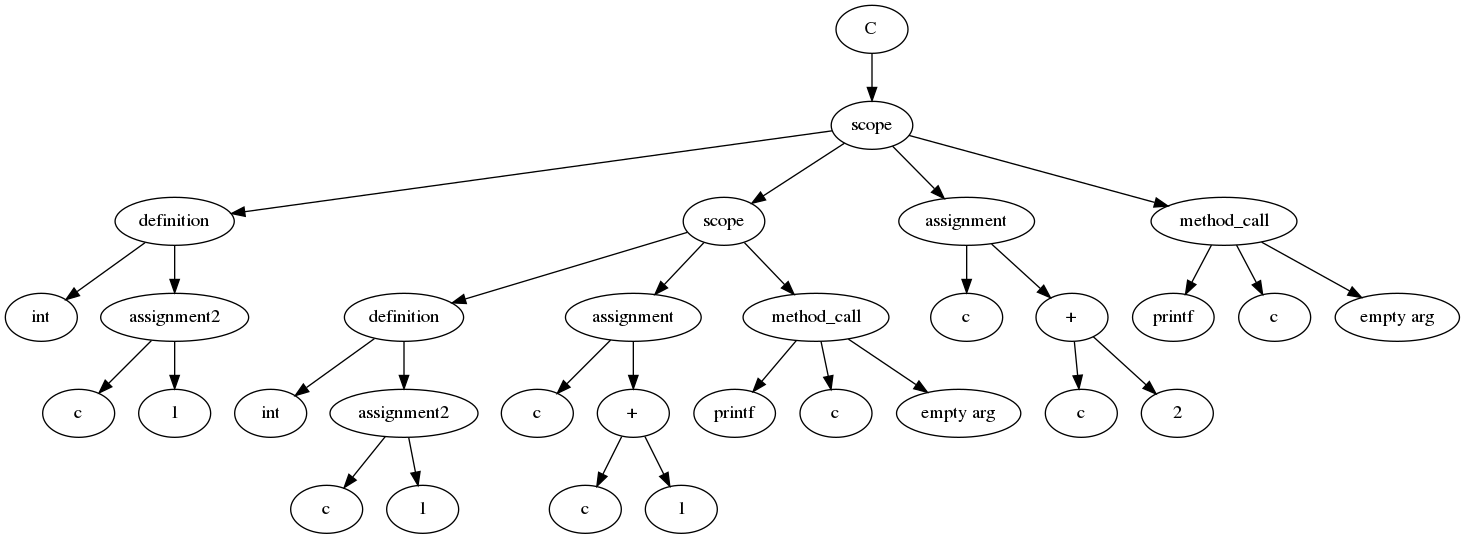 C
scope
definition
scope
assignment
method_call
int
assignment2
definition
assignment
method_call
c
+
printf
c
empty arg
c
1
int
assignment2
c
+
printf
c
empty arg
c
2
c
1
c
1